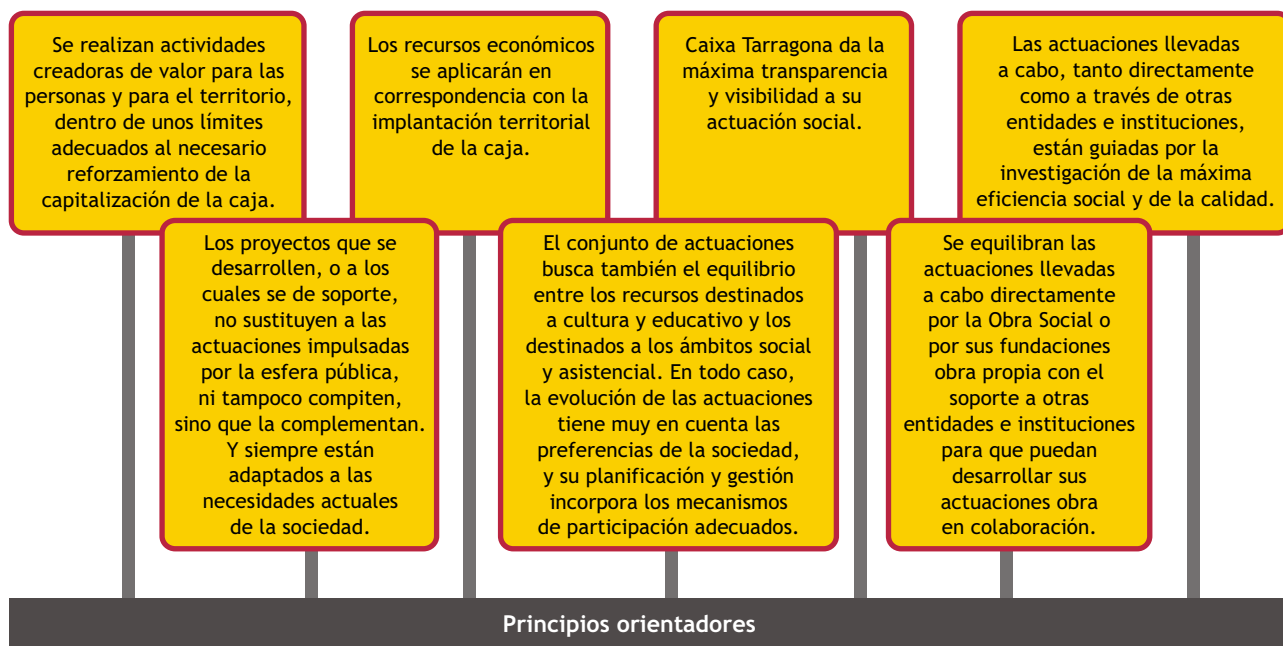 Se realizan actividades
creadoras de valor para las
personas y para el territorio,
dentro de unos límites
adecuados al necesario
reforzamiento de la
capitalización de la caja.
Los recursos económicos
se aplicarán en
correspondencia con la
implantación territorial
de la caja.
Caixa Tarragona da la
máxima transparencia
y visibilidad a su
actuación social.
Las actuaciones llevadas
a cabo, tanto directamente
como a través de otras
entidades e instituciones,
están guiadas por la
investigación de la máxima
eficiencia social y de la calidad.
Los proyectos que se
desarrollen, o a los
cuales se de soporte,
no sustituyen a las
actuaciones impulsadas
por la esfera pública,
ni tampoco compiten,
sino que la complementan.
Y siempre están
adaptados a las
necesidades actuales
de la sociedad.
El conjunto de actuaciones
busca también el equilibrio
entre los recursos destinados
a cultura y educativo y los
destinados a los ámbitos social
y asistencial. En todo caso,
la evolución de las actuaciones
tiene muy en cuenta las
preferencias de la sociedad,
y su planificación y gestión
incorpora los mecanismos
de participación adecuados.
Se equilibran las
actuaciones llevadas
a cabo directamente
por la Obra Social o
por sus fundaciones
obra propia con el
soporte a otras
entidades e instituciones
para que puedan
desarrollar sus
actuaciones obra
en colaboración.
Principios orientadores